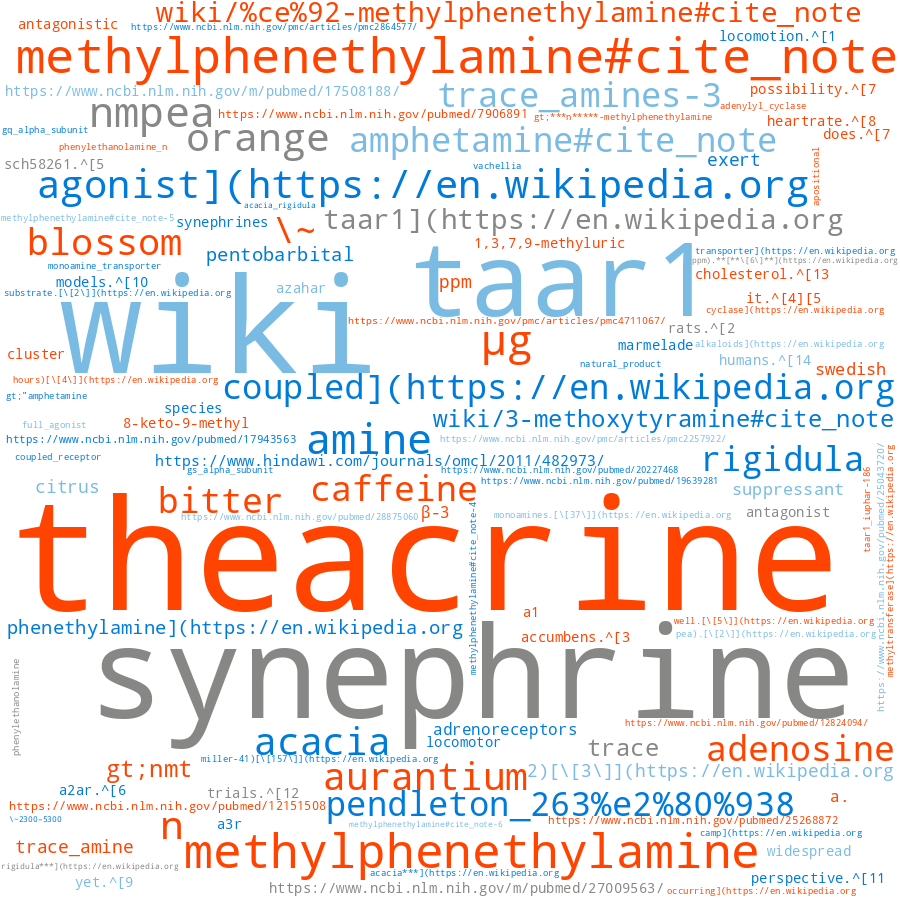 wiki/%ce%92-methylphenethylamine#cite_note
antagonistic
https://www.ncbi.nlm.nih.gov/pmc/articles/pmc2864577/
locomotion.^[1
methylphenethylamine#cite_note
https://www.ncbi.nlm.nih.gov/m/pubmed/17508188/
trace_amines-3
possibility.^[7
nmpea
adenylyl_cyclase
https://www.ncbi.nlm.nih.gov/pubmed/7906891
gt;***n*****-methylphenethylamine
heartrate.^[8
gq_alpha_subunit
orange
amphetamine#cite_note
does.^[7
phenylethanolamine_n
sch58261.^[5
vachellia
exert
apositional
agonist](https://en.wikipedia.org
acacia_rigidula
methylphenethylamine#cite_note-5
synephrines
\~
taar1](https://en.wikipedia.org
blossom
pentobarbital
1,3,7,9-methyluric
transporter](https://en.wikipedia.org
ppm).**[**\[6\]**](https://en.wikipedia.org
monoamine_transporter
taar1
cholesterol.^[13
models.^[10
azahar
ppm
substrate.[\[2\]](https://en.wikipedia.org
wiki
it.^[4][5
cyclase](https://en.wikipedia.org
https://www.ncbi.nlm.nih.gov/pmc/articles/pmc4711067/
rats.^[2
µg
marmelade
alkaloids](https://en.wikipedia.org
cluster
natural_product
humans.^[14
swedish
hours)[\[4\]](https://en.wikipedia.org
coupled](https://en.wikipedia.org
gt;"amphetamine
species
full_agonist
8-keto-9-methyl
wiki/3-methoxytyramine#cite_note
https://www.ncbi.nlm.nih.gov/pubmed/17943563
amine
https://www.ncbi.nlm.nih.gov/pmc/articles/pmc2257922/
coupled_receptor
https://www.hindawi.com/journals/omcl/2011/482973/
rigidula
gs_alpha_subunit
https://www.ncbi.nlm.nih.gov/pubmed/20227468
https://www.ncbi.nlm.nih.gov/pubmed/19639281
taar1_iuphar-186
https://www.ncbi.nlm.nih.gov/pubmed/25043720/
methyltransferase](https://en.wikipedia.org
citrus
bitter
caffeine
suppressant
https://www.ncbi.nlm.nih.gov/pubmed/28875060
β-3
methylphenethylamine#cite_note-4
monoamines.[\[37\]](https://en.wikipedia.org
antagonist
theacrine
a1
well.[\[5\]](https://en.wikipedia.org
phenylethylamine](https://en.wikipedia.org
accumbens.^[3
pea).[\[2\]](https://en.wikipedia.org
synephrine
phenylethanolamine
https://www.ncbi.nlm.nih.gov/pubmed/12824094/
acacia
adrenoreceptors
locomotor
trace
adenosine
miller-41)[\[157\]](https://en.wikipedia.org
gt;nmt
aurantium
2)[\[3\]](https://en.wikipedia.org
a2ar.^[6
trials.^[12
https://www.ncbi.nlm.nih.gov/pubmed/12151508
pendleton_263%e2%80%938
a.
\~2300-5300
n
a3r
methylphenethylamine#cite_note-6
https://www.ncbi.nlm.nih.gov/pubmed/25268872
camp](https://en.wikipedia.org
trace_amine
methylphenethylamine
widespread
rigidula***](https://en.wikipedia.org
acacia***](https://en.wikipedia.org
yet.^[9
https://www.ncbi.nlm.nih.gov/m/pubmed/27009563/
perspective.^[11
occurring](https://en.wikipedia.org